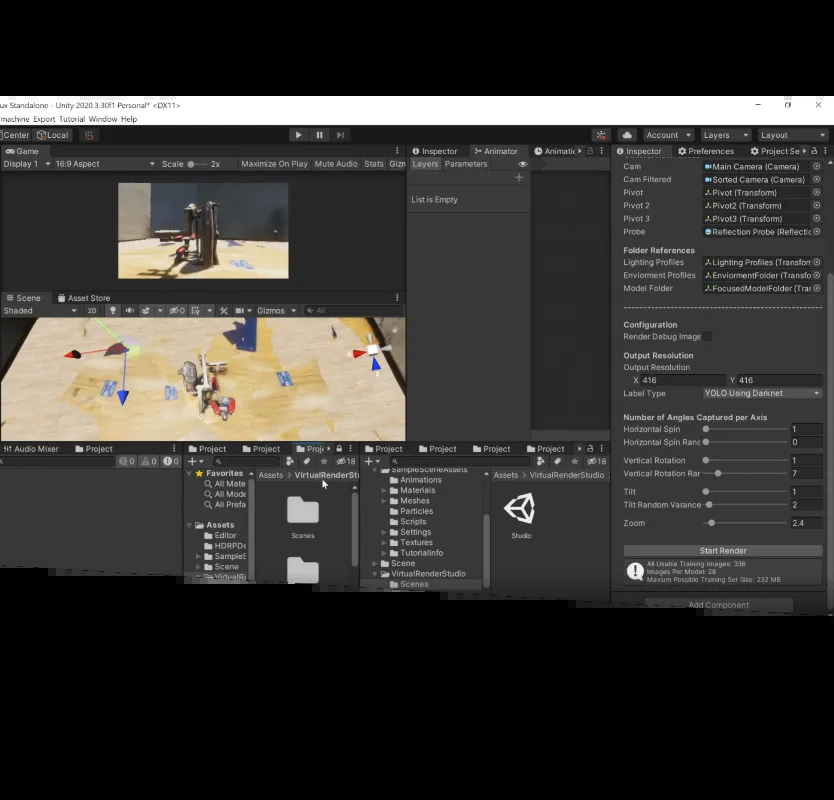 ux Standalone - Unity 2020.3.30f1 Personal* <DX11>
machine Export Tutorial Window Help
Center Local
Account Layers Layout
Game
Display 1 16:9 Aspect Scale 2x Maximize On Play Mute Audio Stats Gizn
Scene Asset Store
Shaded 2D 0 Gizmos All
Inspector Animator
Layers Parameters
List is Empty
Animatic
Inspector Preferences Project Se
Cam Main Camera (Camera)
Cam Filtered Sorted Camera (Camera)
Pivot Pivot (Transform)
Pivot 2 Pivot2 (Transform)
Pivot 3 Pivot3 (Transform)
Probe Reflection Probe (Reflectic
Folder References
Lighting Profiles Lighting Profiles (Transforn
Enviorment Profiles EnviormentFolder (Transfo
Model Folder FocusedModelFolder (Trar
Configuration
Render Debug Image
Output Resolution
Output Resolution
X 416 Y 416
Label Type YOLO Using Darknet
Number of Angles Captured per Axis
Horizontal Spin 1
Horizontal Spin Ranc 0
Vertical Rotation 1
Vertical Rotation Rar 7
Tilt 1
Tilt Random Varance 2
Zoom 2.4
Start Render
All Usable Training Images: 336
Images Per Model: 28
Maxium Possible Training Set Size: 232 MB
Add Component
Audio Mixer Project
0 0 0
Project Project Proje
18
Favorites
All Mate
All Mode
All Prefa
Assets
Editor
HDRPDe
SampleS
Scene
VirtualR
Assets > VirtualRenderSt
Scenes
Project Project Project Project
18
SampleSceneAssets
Animations
Materials
Meshes
Particles
Scripts
Settings
Textures
TutorialInfo
Scene
VirtualRenderStudio
Scenes
Assets > VirtualRenderStudio
Studio